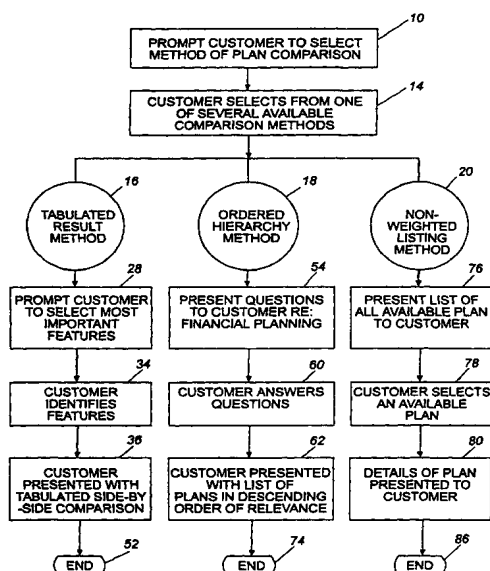 10
PROMPT CUSTOMER TO SELECT
METHOD OF PLAN COMPARISON
14
CUSTOMER SELECTS FROM ONE
OF SEVERAL AVAILABLE
COMPARISON METHODS
16
TABULATED
RESULT
METHOD
18
ORDERED
HIERARCHY
METHOD
20
NON-
WEIGHTED
LISTING
METHOD
28
PROMPT CUSTOMER
TO SELECT MOST
IMPORTANT
FEATURES
54
PRESENT QUESTIONS
TO CUSTOMER RE:
FINANCIAL PLANNING
76
PRESENT LIST OF
ALL AVAILABLE PLAN
TO CUSTOMER
34
CUSTOMER
IDENTIFIES
FEATURES
60
CUSTOMER ANSWERS
QUESTIONS
78
CUSTOMER SELECTS
AN AVAILABLE
PLAN
36
CUSTOMER
PRESENTED WITH
TABULATED SIDE-BY
-SIDE COMPARISON
62
CUSTOMER PRESENTED
WITH LIST OF
PLANS IN DESCENDING
ORDER OF RELEVANCE
80
DETAILS OF PLAN
PRESENTED TO
CUSTOMER
END
52
END
74
END
86